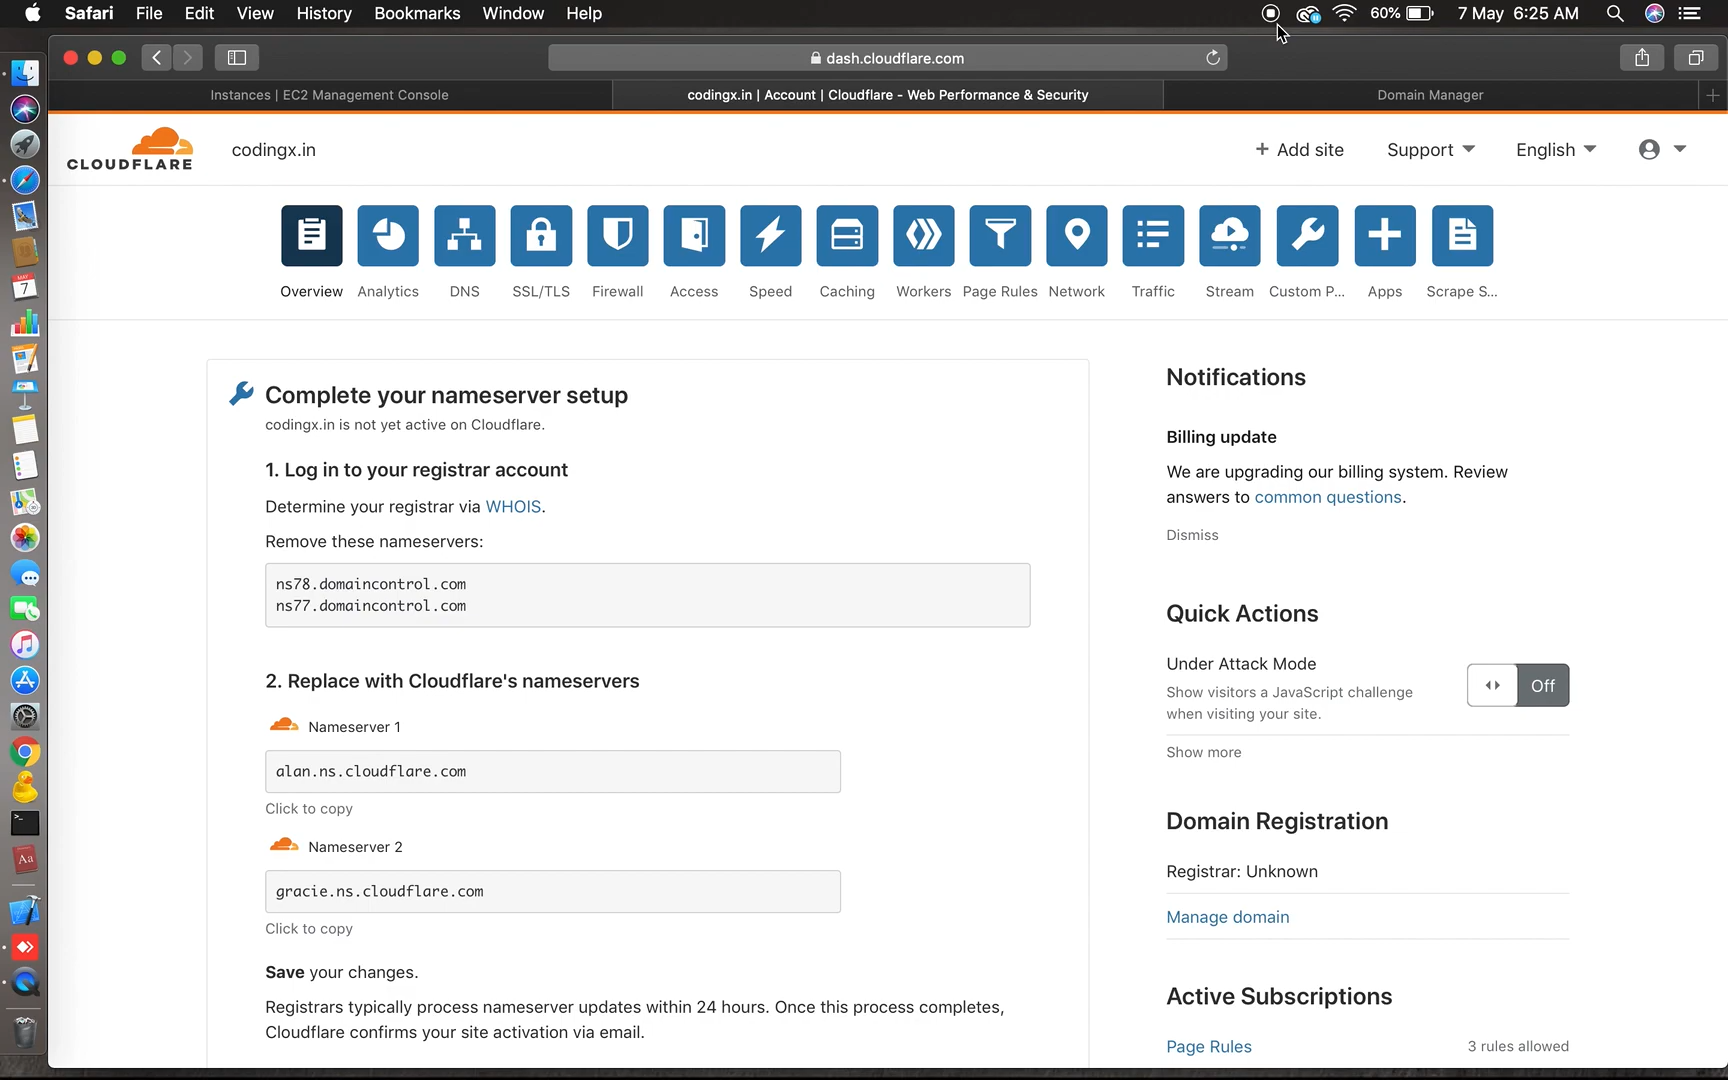 Safari File Edit View History Bookmarks Window Help
60% 7 May 6:25 AM
dash.cloudflare.com
Instances | EC2 Management Console
codingx.in | Account | Cloudflare - Web Performance & Security
Domain Manager
CLOUDFLARE
codingx.in
+ Add site
Support
English
Overview
Analytics
DNS
SSL/TLS
Firewall
Access
Speed
Caching
Workers
Page Rules
Network
Traffic
Stream
Custom P...
Apps
Scrape S...
Complete your nameserver setup
codingx.in is not yet active on Cloudflare.
1. Log in to your registrar account
Determine your registrar via WHOIS.
Remove these nameservers:
ns78.domaincontrol.com
ns77.domaincontrol.com
2. Replace with Cloudflare's nameservers
Nameserver 1
alan.ns.cloudflare.com
Click to copy
Nameserver 2
gracie.ns.cloudflare.com
Click to copy
Save your changes.
Registrars typically process nameserver updates within 24 hours. Once this process completes,
Cloudflare confirms your site activation via email.
Notifications
Billing update
We are upgrading our billing system. Review
answers to common questions.
Dismiss
Quick Actions
Under Attack Mode
Show visitors a JavaScript challenge
when visiting your site.
Off
Show more
Domain Registration
Registrar: Unknown
Manage domain
Active Subscriptions
Page Rules
3 rules allowed
MAY
7
Aa